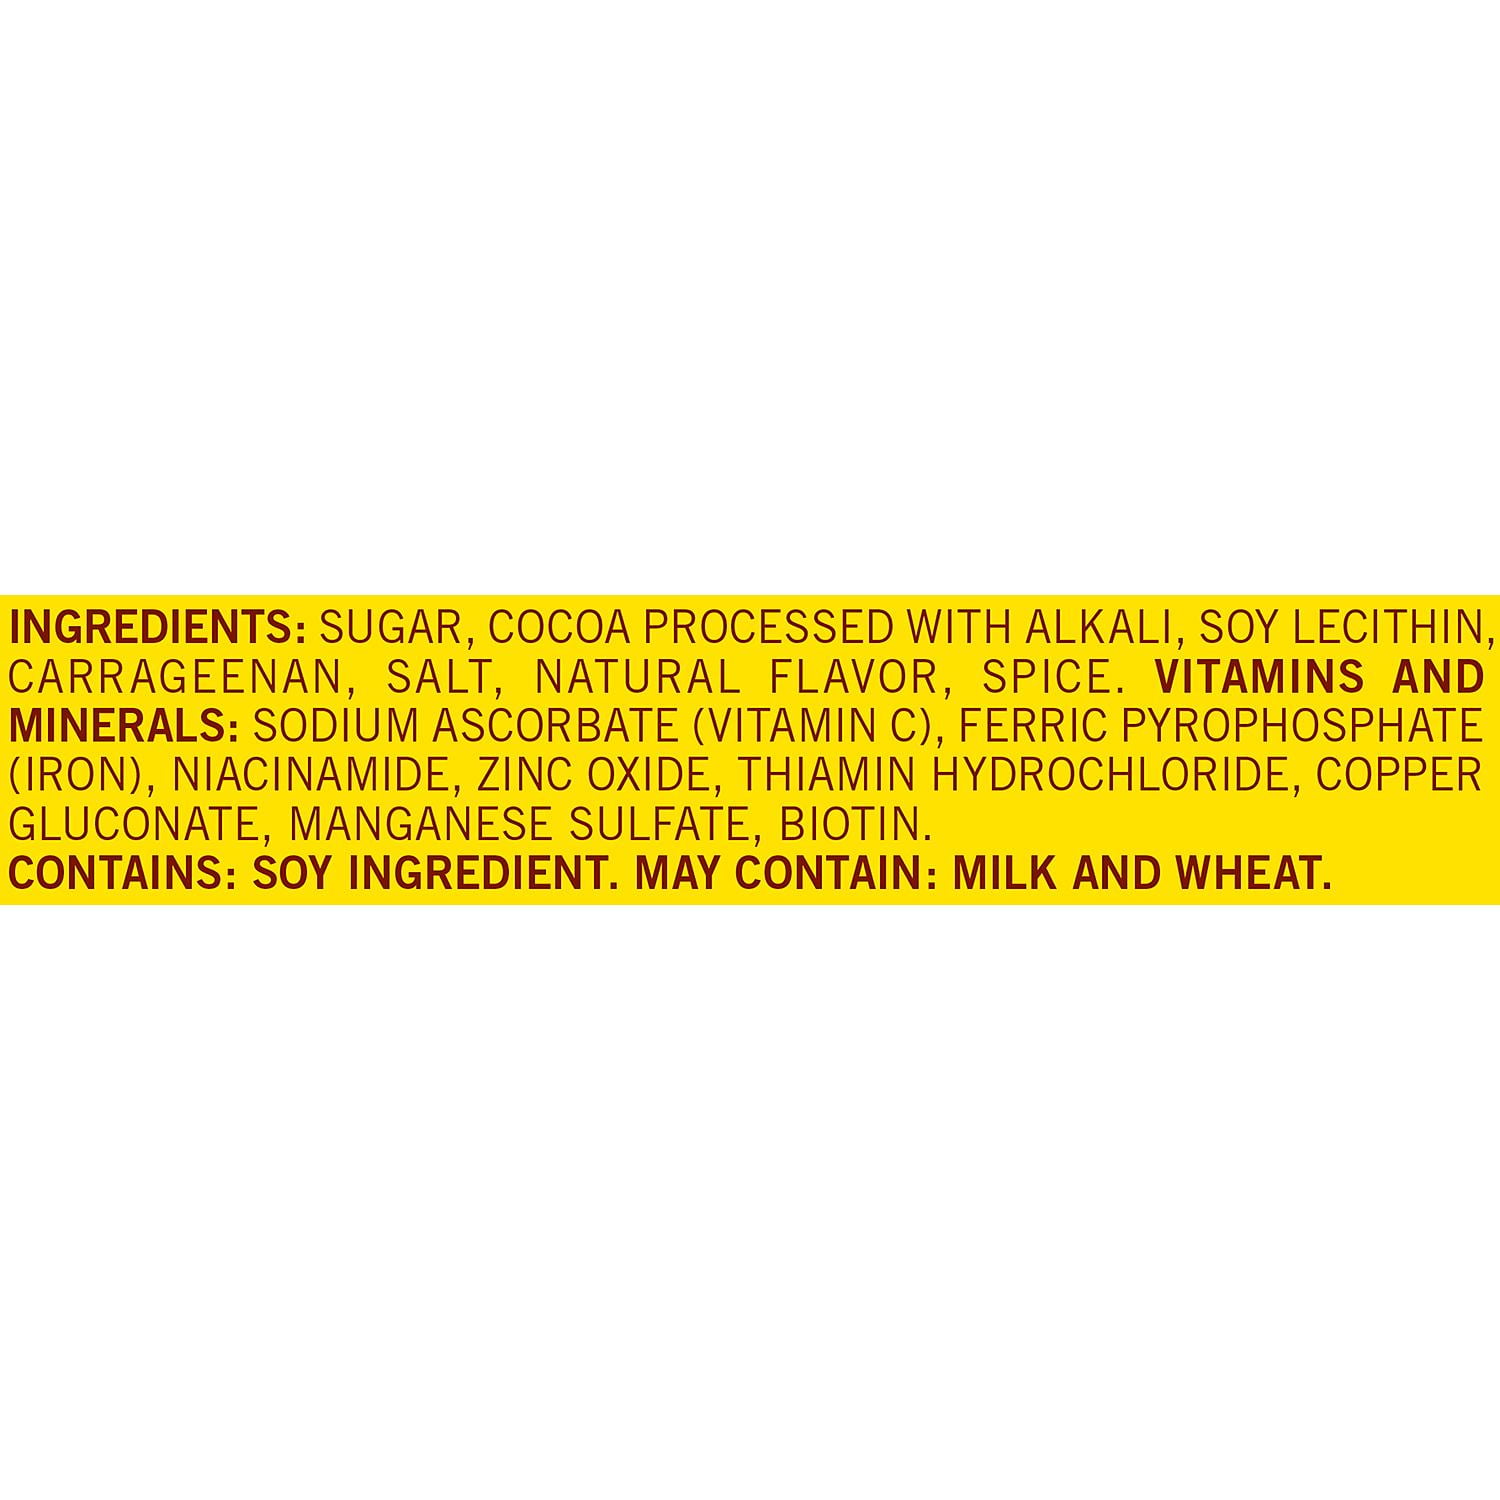 INGREDIENTS: SUGAR, COCOA PROCESSED WITH ALKALI, SOY LECITHIN,
CARRAGEENAN, SALT, NATURAL FLAVOR, SPICE. VITAMINS AND
MINERALS: SODIUM ASCORBATE (VITAMIN C), FERRIC PYROPHOSPHATE
(IRON), NIACINAMIDE, ZINC OXIDE, THIAMIN HYDROCHLORIDE, COPPER
GLUCONATE, MANGANESE SULFATE, BIOTIN.
CONTAINS: SOY INGREDIENT. MAY CONTAIN: MILK AND WHEAT.